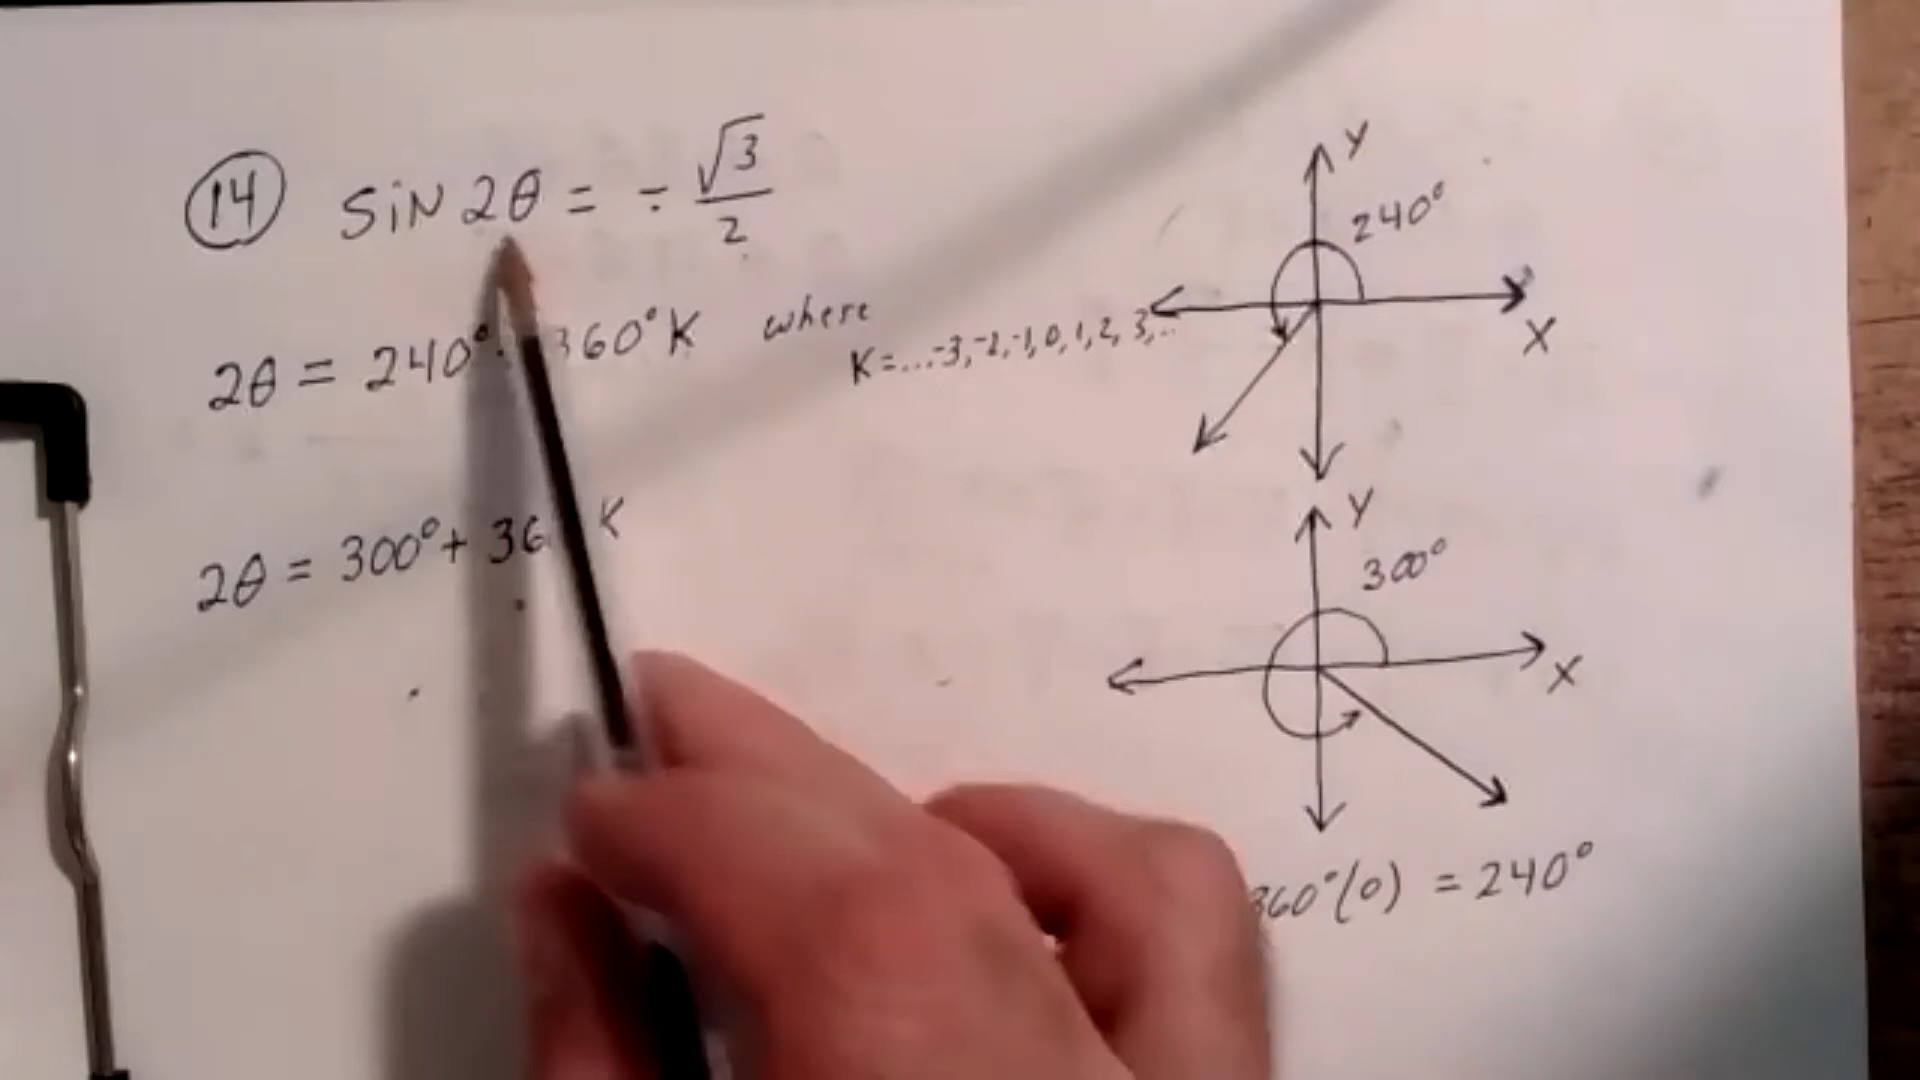 14 SiN 2θ = - √3/2
2θ = 240° 360°K where
K=...-3,-2,-1,0,1,2,3,..
2θ = 300°+ 36 K
Y
240°
X
Y
300°
X
360°(0) = 240°